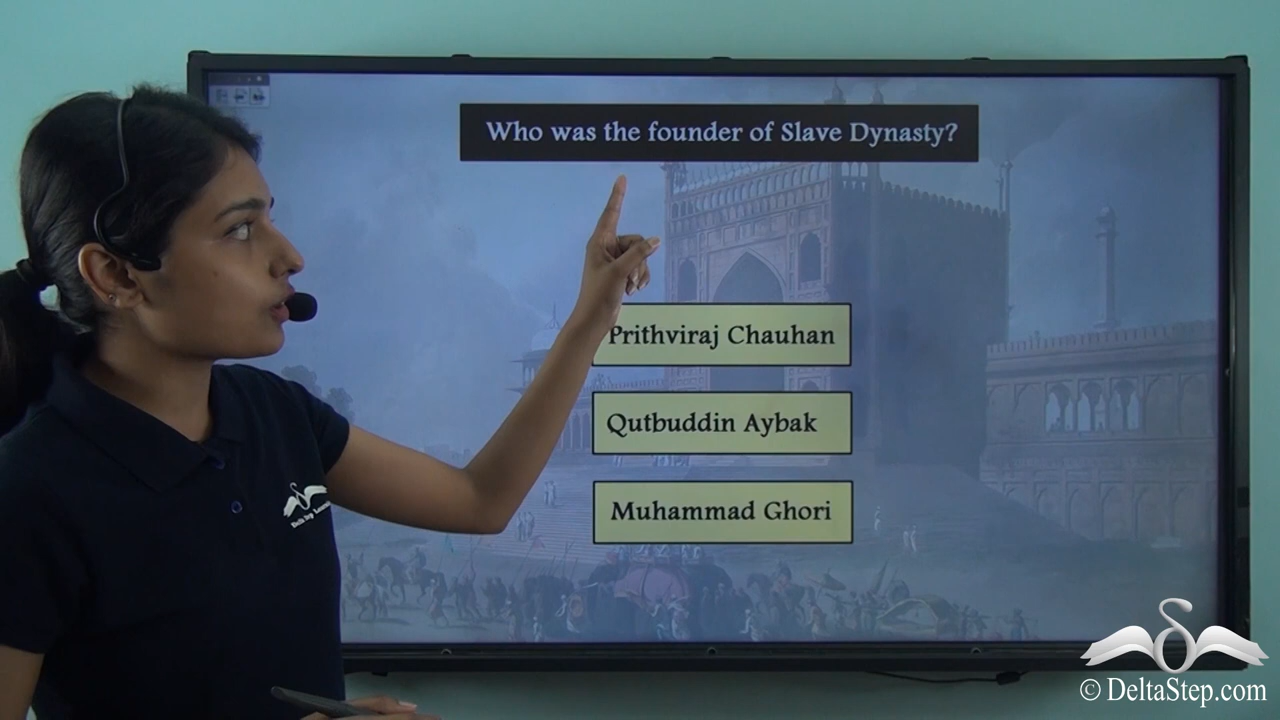 Who was the founder of Slave Dynasty?
Prithviraj Chauhan
Qutbuddin Aybak
Muhammad Ghori
© DeltaStep.com